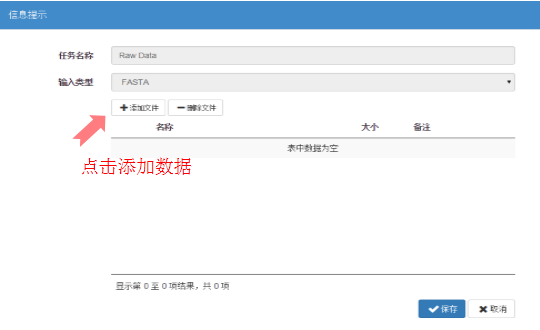 信息提示
任务名称 Raw Data
输入类型 FASTA
添加文件 删除文件
名称 大小 备注
表中数据为空
点击添加数据
显示第 0 至 0 项结果，共 0 项
保存 取消